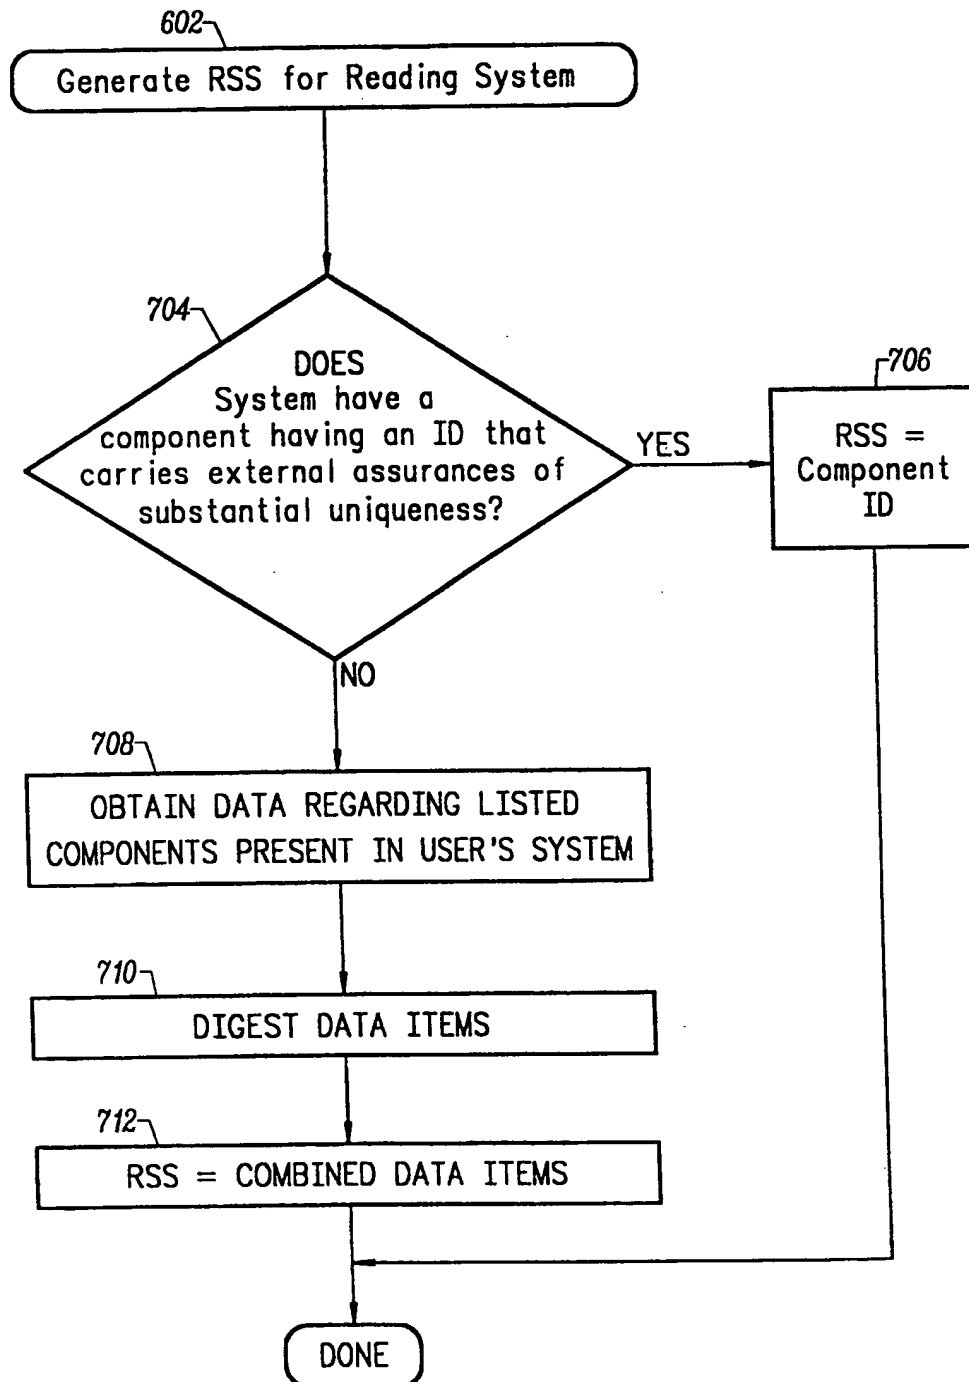 602
Generate RSS for Reading System
704
DOES
System have a
component having an ID that
carries external assurances of
substantial uniqueness?
YES
706
RSS =
Component
ID
NO
708
OBTAIN DATA REGARDING LISTED
COMPONENTS PRESENT IN USER'S SYSTEM
710
DIGEST DATA ITEMS
712
RSS = COMBINED DATA ITEMS
DONE